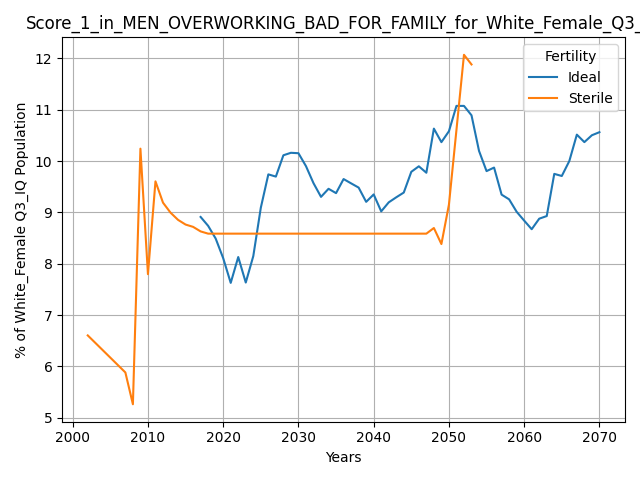 Score_1_in_MEN_OVERWORKING_BAD_FOR_FAMILY_for_White_Female_Q3_
Fertility
Ideal
Sterile
% of White_Female Q3_IQ Population
12
11
10
9
8
7
6
5
2000 2010 2020 2030 2040 2050 2060 2070
Years